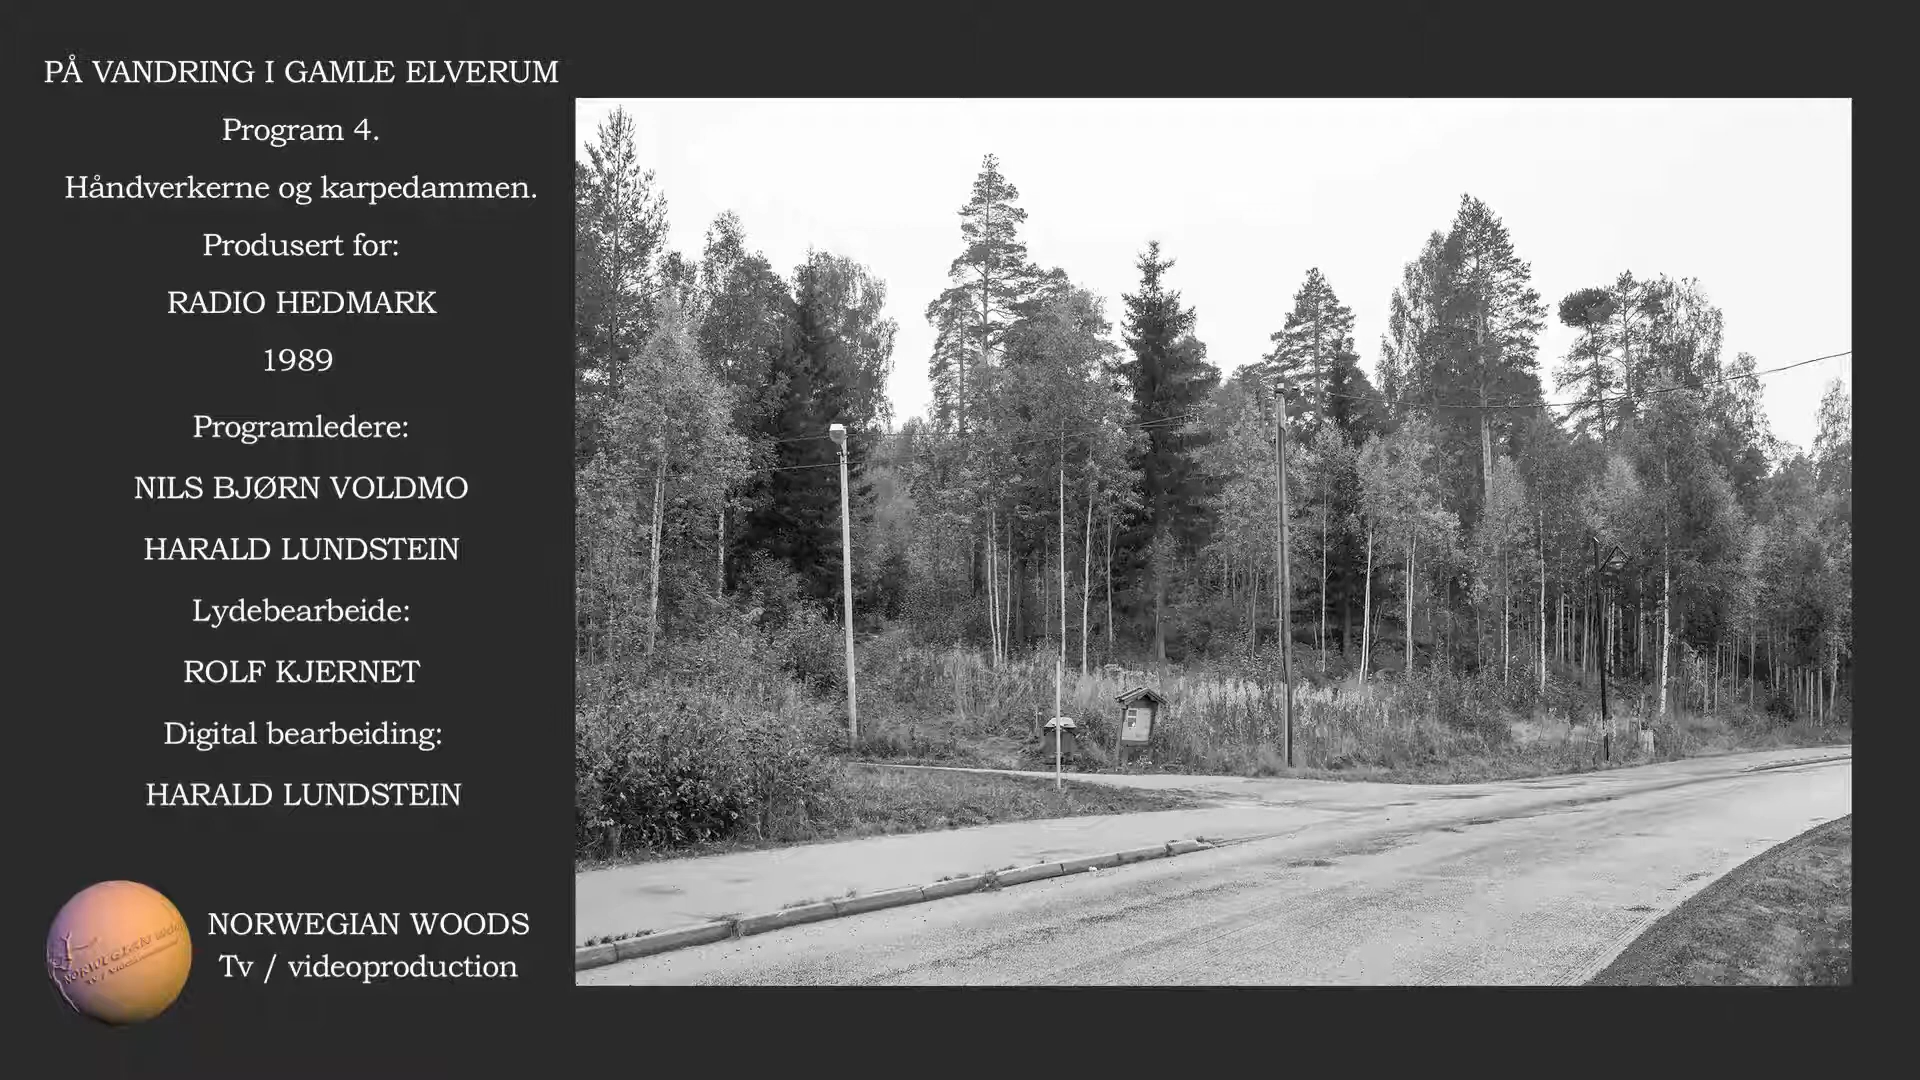 PÅ VANDRING I GAMLE ELVERUM
Program 4.
Håndverkerne og karpedammen.
Produsert for:
RADIO HEDMARK
1989
Programledere:
NILS BJØRN VOLDMO
HARALD LUNDSTEIN
Lydebearbeide:
ROLF KJERNET
Digital bearbeiding:
HARALD LUNDSTEIN
NORWEGIAN
NORWEGIAN WOODS
Tv / videoproduction